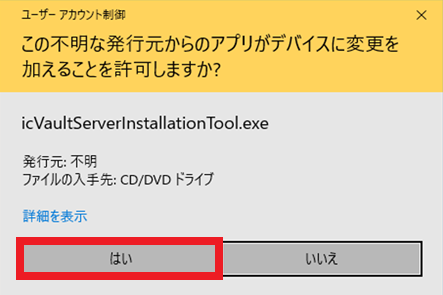 ユーザー アカウント制御
この不明な発行元からのアプリがデバイスに変更を
加えることを許可しますか?
icVaultServerInstallationTool.exe
発行元: 不明
ファイルの入手先: CD/DVD ドライブ
詳細を表示
はい
いいえ